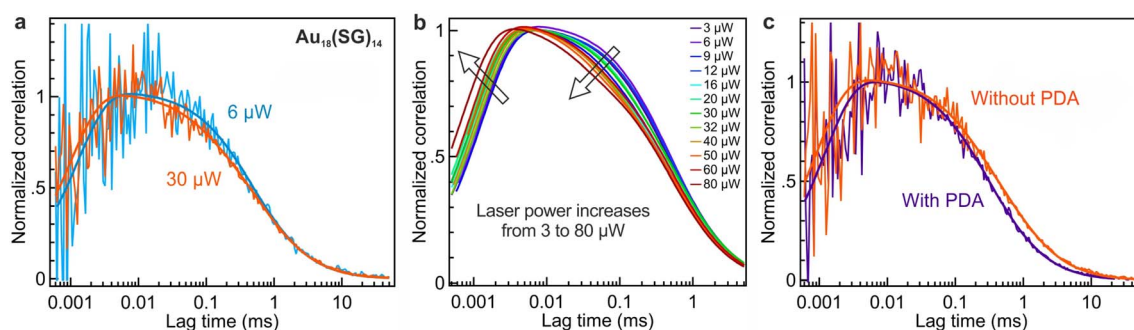 a
Au18(SG)14
6 µW
30 µW
Normalized correlation
1
.5
0
0.001 0.01 0.1 1 10
Lag time (ms)
b
3 µW
6 µW
9 µW
12 µW
16 µW
20 µW
30 µW
32 µW
40 µW
50 µW
60 µW
80 µW
Laser power increases
from 3 to 80 µW
Normalized correlation
1
.5
0
0.001 0.01 0.1 1
Lag time (ms)
c
Without PDA
With PDA
Normalized correlation
1
.5
0
0.001 0.01 0.1 1 10
Lag time (ms)